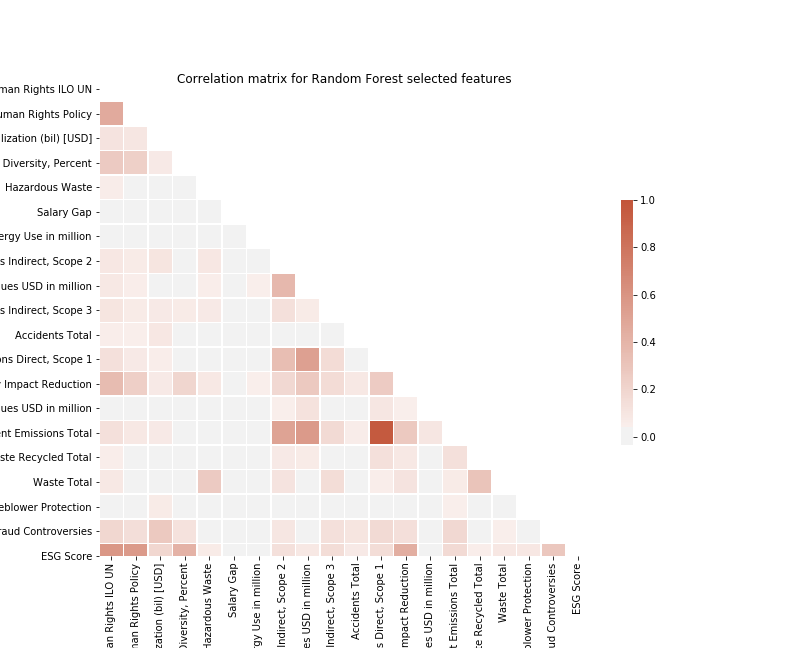 Correlation matrix for Random Forest selected features
man Rights ILO UN
uman Rights Policy
lization (bil) [USD]
Diversity, Percent
Hazardous Waste
Salary Gap
ergy Use in million
s Indirect, Scope 2
ues USD in million
s Indirect, Scope 3
Accidents Total
ons Direct, Scope 1
Impact Reduction
ues USD in million
ent Emissions Total
ste Recycled Total
Waste Total
eblower Protection
raud Controversies
ESG Score
1.0
0.8
0.6
0.4
0.2
0.0
an Rights ILO UN
man Rights Policy
zation (bil) [USD]
Diversity, Percent
Hazardous Waste
Salary Gap
gy Use in million
Indirect, Scope 2
es USD in million
Indirect, Scope 3
Accidents Total
s Direct, Scope 1
mpact Reduction
es USD in million
t Emissions Total
e Recycled Total
Waste Total
blower Protection
ud Controversies
ESG Score